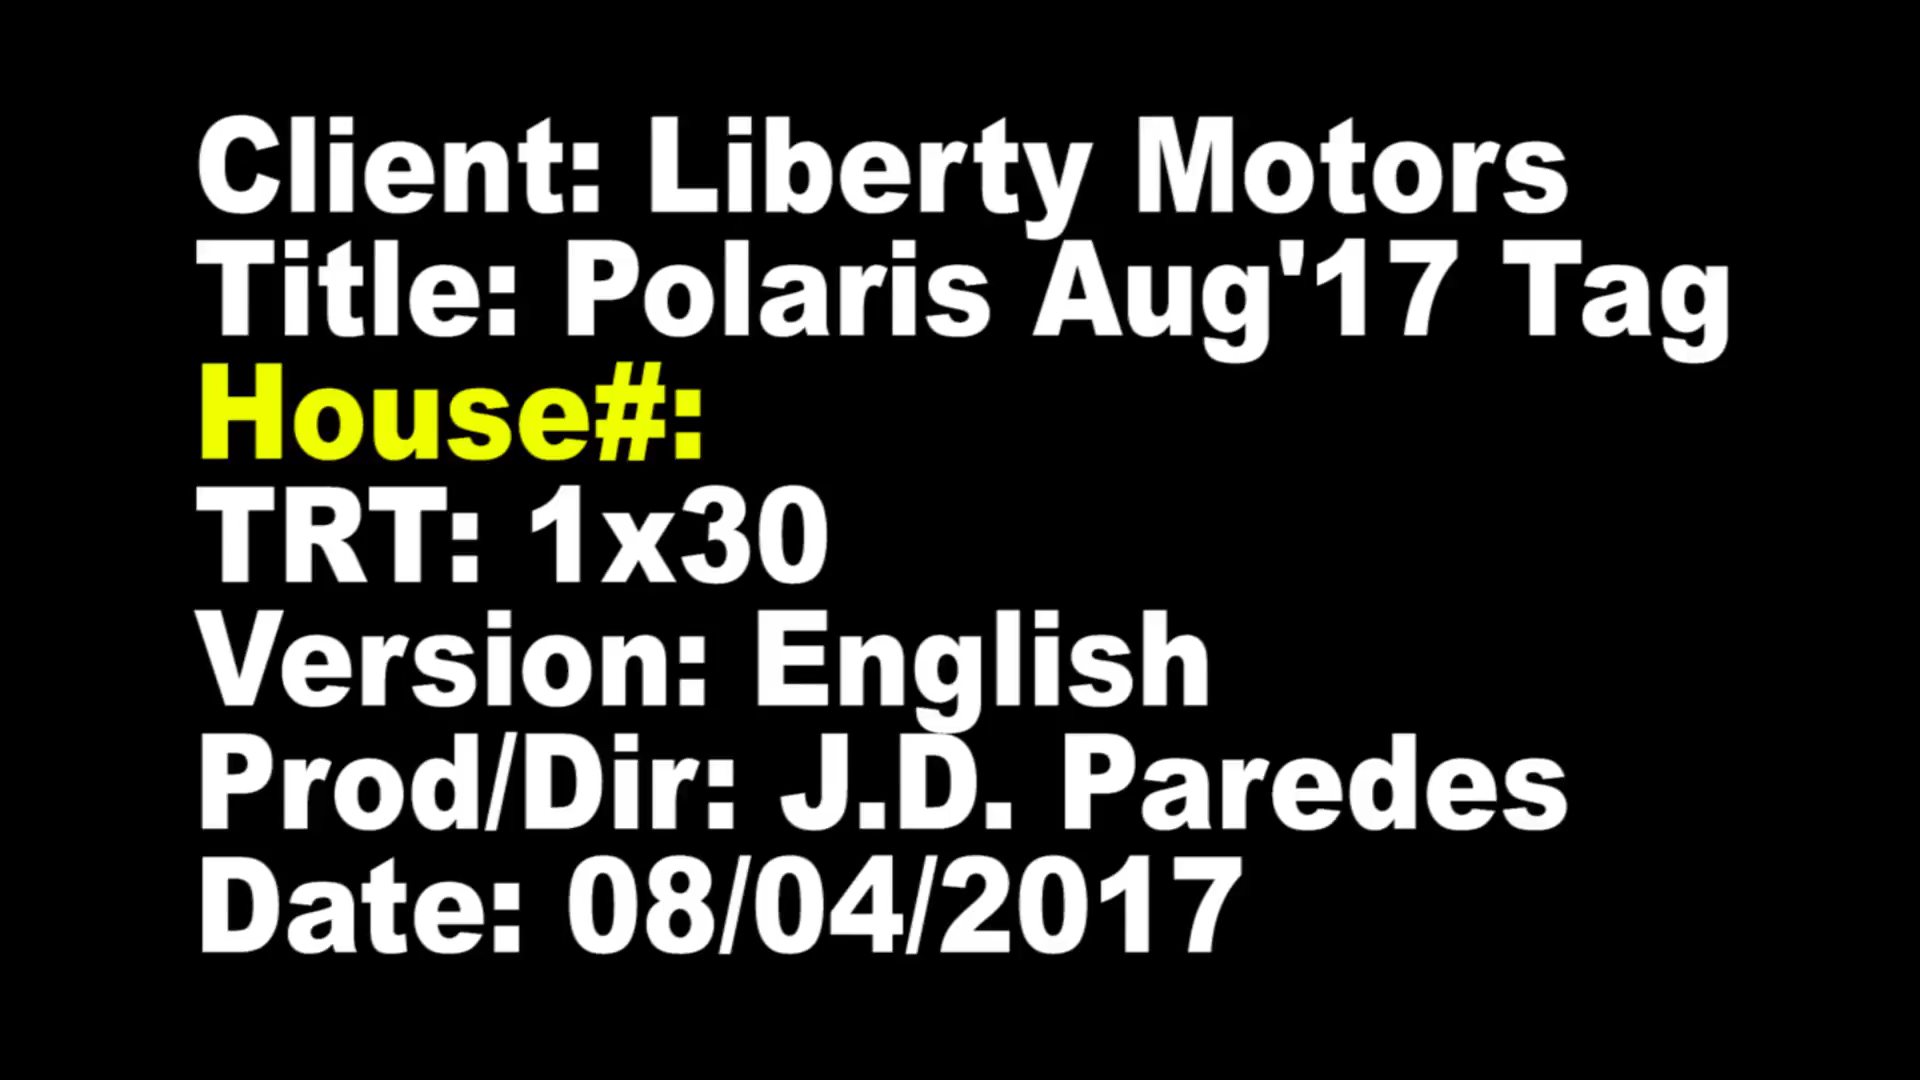 Client: Liberty Motors
Title: Polaris Aug'17 Tag
House#:
TRT: 1x30
Version: English
Prod/Dir: J.D. Paredes
Date: 08/04/2017